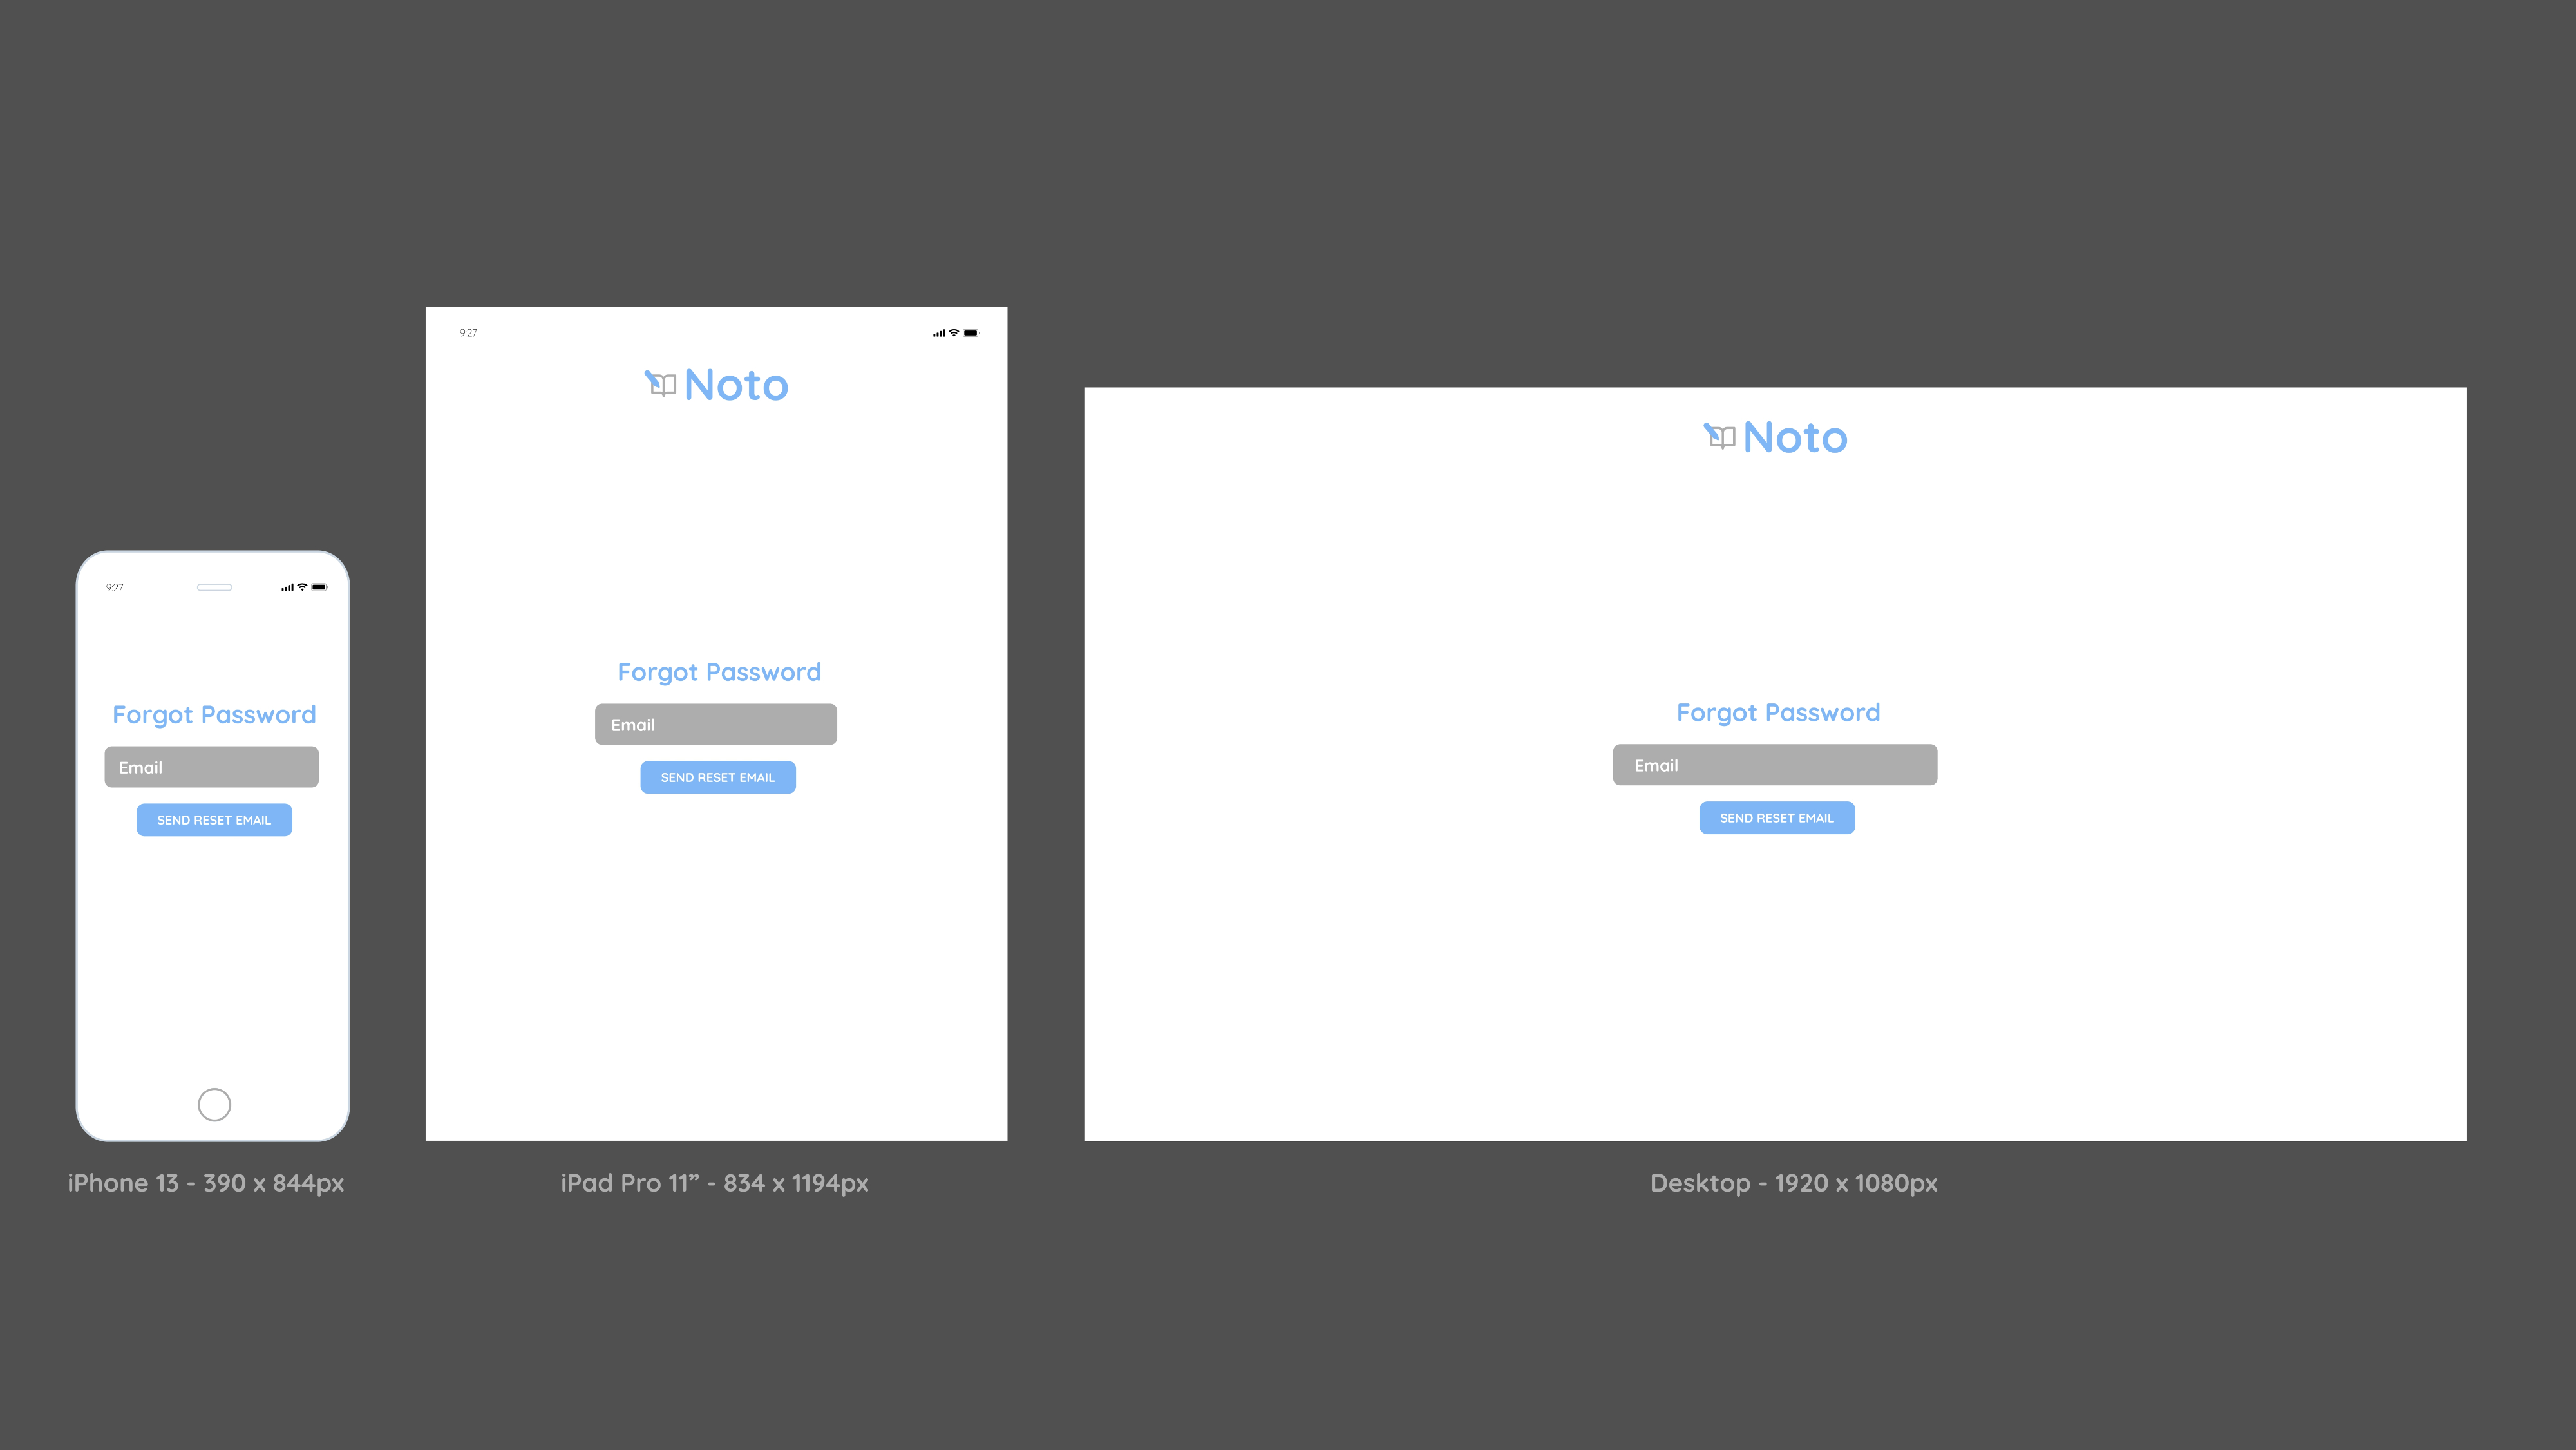 9:27
Forgot Password
Email
SEND RESET EMAIL
iPhone 13 - 390 x 844px
9:27
Noto
Forgot Password
Email
SEND RESET EMAIL
iPad Pro 11” - 834 x 1194px
Noto
Forgot Password
Email
SEND RESET EMAIL
Desktop - 1920 x 1080px